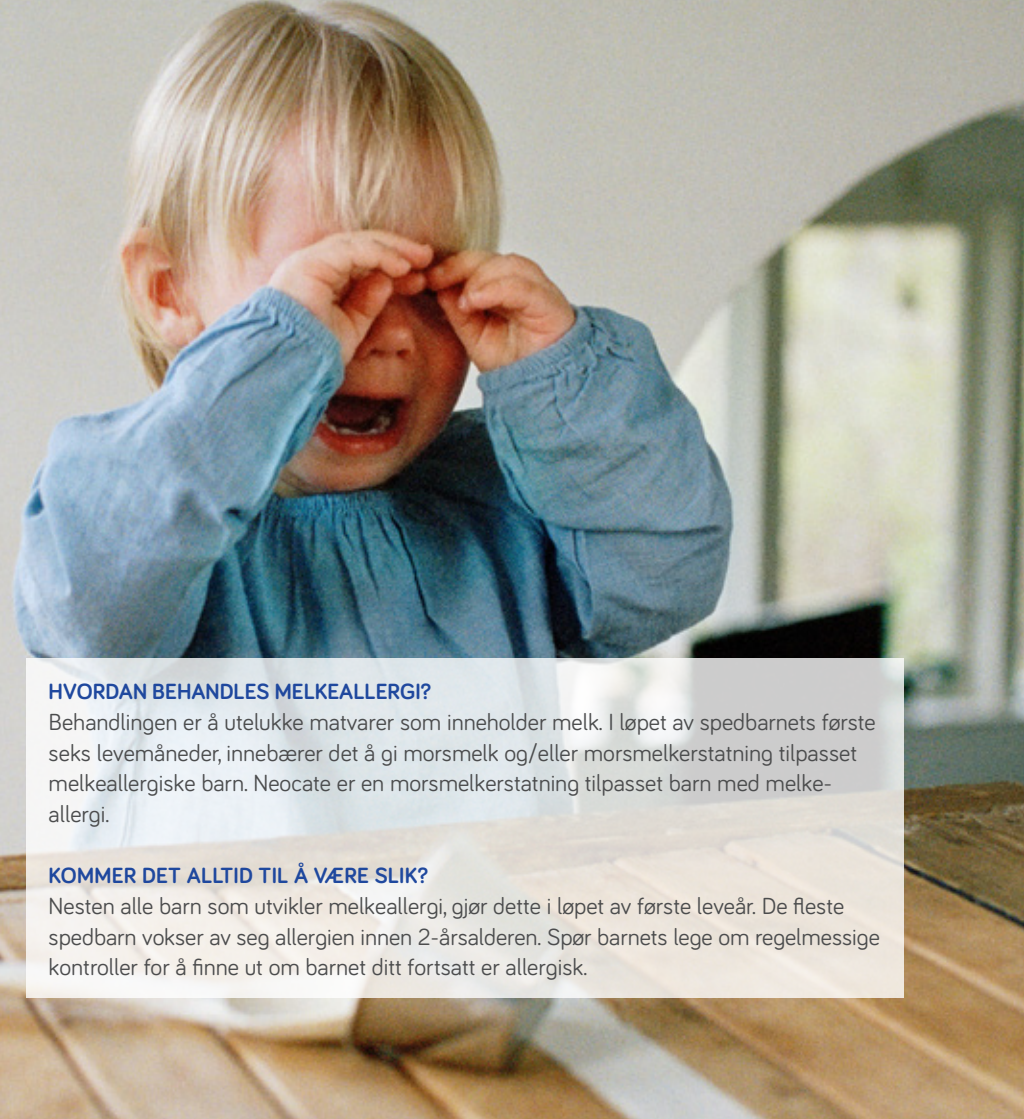 HVORDAN BEHANDLES MELKEALLERGI?
Behandlingen er å utelukke matvarer som inneholder melk. I løpet av spedbarnets første
seks levemåneder, innebærer det å gi morsmelk og/eller morsmelkerstatning tilpasset
melkeallergiske barn. Neocate er en morsmelkerstatning tilpasset barn med melke-
allergi.
KOMMER DET ALLTID TIL Å VÆRE SLIK?
Nesten alle barn som utvikler melkeallergi, gjør dette i løpet av første leveår. De fleste
spedbarn vokser av seg allergien innen 2-årsalderen. Spør barnets lege om regelmessige
kontroller for å finne ut om barnet ditt fortsatt er allergisk.